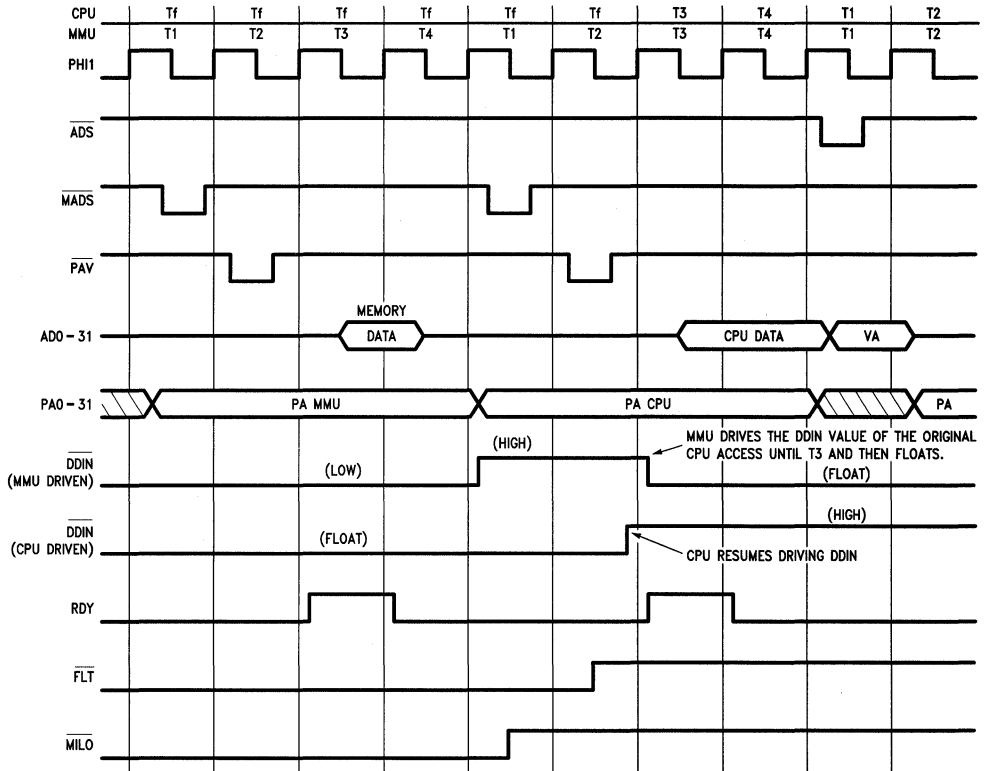 CPU Tf Tf Tf Tf Tf Tf T3 T4 T1 T2
MMU T1 T2 T3 T4 T1 T2 T3 T4 T1 T2
PHI1
ADS
MADS
PAV
MEMORY
AD0-31 DATA CPU DATA VA
PA0-31 PA MMU PA CPU PA
MMU DRIVES THE DDIN VALUE OF THE ORIGINAL
CPU ACCESS UNTIL T3 AND THEN FLOATS.
(HIGH)
DDIN
(MMU DRIVEN) (LOW) (FLOAT)
DDIN
(CPU DRIVEN) (FLOAT) (HIGH)
CPU RESUMES DRIVING DDIN
RDY
FLT
MILO